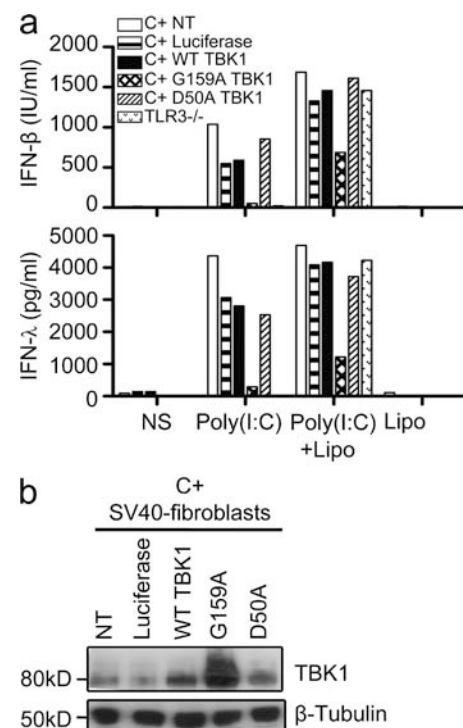 a
C+ NT
C+ Luciferase
C+ WT TBK1
C+ G159A TBK1
C+ D50A TBK1
TLR3-/-
IFN-β (IU/ml)
2000
1500
1000
500
0
IFN-λ (pg/ml)
5000
4000
3000
2000
1000
0
NS
Poly(I:C)
Poly(I:C)
+Lipo
Lipo
b
C+
SV40-fibroblasts
NT
Luciferase
WT TBK1
G159A
D50A
80kD
TBK1
50kD
β-Tubulin